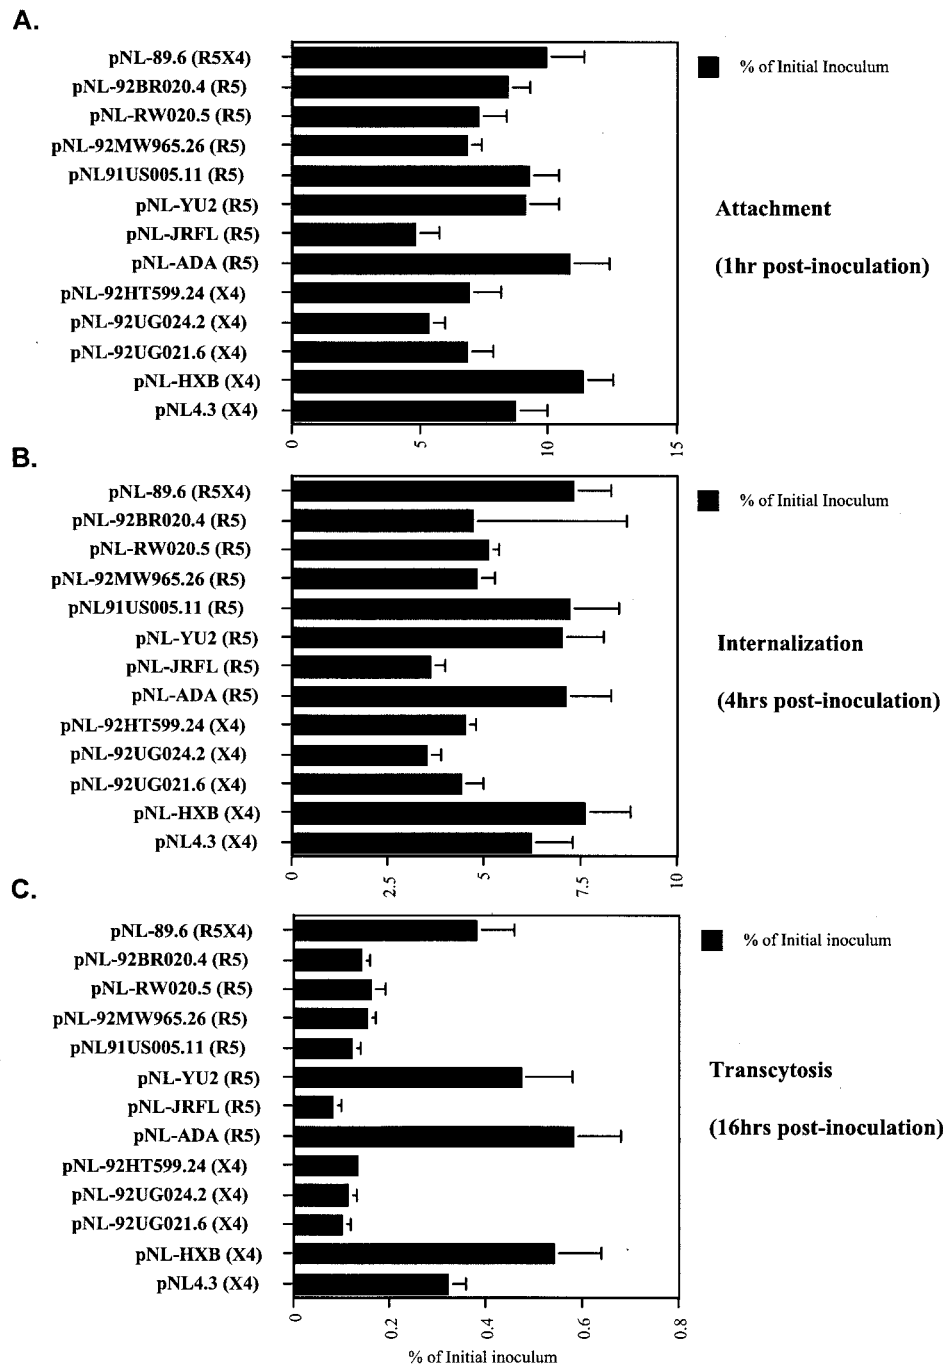 A.
pNL-89.6 (R5X4)
pNL-92BR020.4 (R5)
pNL-RW020.5 (R5)
pNL-92MW965.26 (R5)
pNL91US005.11 (R5)
pNL-YU2 (R5)
pNL-JRFL (R5)
pNL-ADA (R5)
pNL-92HT599.24 (X4)
pNL-92UG024.2 (X4)
pNL-92UG021.6 (X4)
pNL-HXB (X4)
pNL4.3 (X4)
0 5 10 15
% of Initial Inoculum
Attachment
(1hr post-inoculation)
B.
pNL-89.6 (R5X4)
pNL-92BR020.4 (R5)
pNL-RW020.5 (R5)
pNL-92MW965.26 (R5)
pNL91US005.11 (R5)
pNL-YU2 (R5)
pNL-JRFL (R5)
pNL-ADA (R5)
pNL-92HT599.24 (X4)
pNL-92UG024.2 (X4)
pNL-92UG021.6 (X4)
pNL-HXB (X4)
pNL4.3 (X4)
0 2.5 5 7.5 10
% of Initial Inoculum
Internalization
(4hrs post-inoculation)
C.
pNL-89.6 (R5X4)
pNL-92BR020.4 (R5)
pNL-RW020.5 (R5)
pNL-92MW965.26 (R5)
pNL91US005.11 (R5)
pNL-YU2 (R5)
pNL-JRFL (R5)
pNL-ADA (R5)
pNL-92HT599.24 (X4)
pNL-92UG024.2 (X4)
pNL-92UG021.6 (X4)
pNL-HXB (X4)
pNL4.3 (X4)
0 0.2 0.4 0.6 0.8
% of Initial inoculum
% of Initial inoculum
Transcytosis
(16hrs post-inoculation)